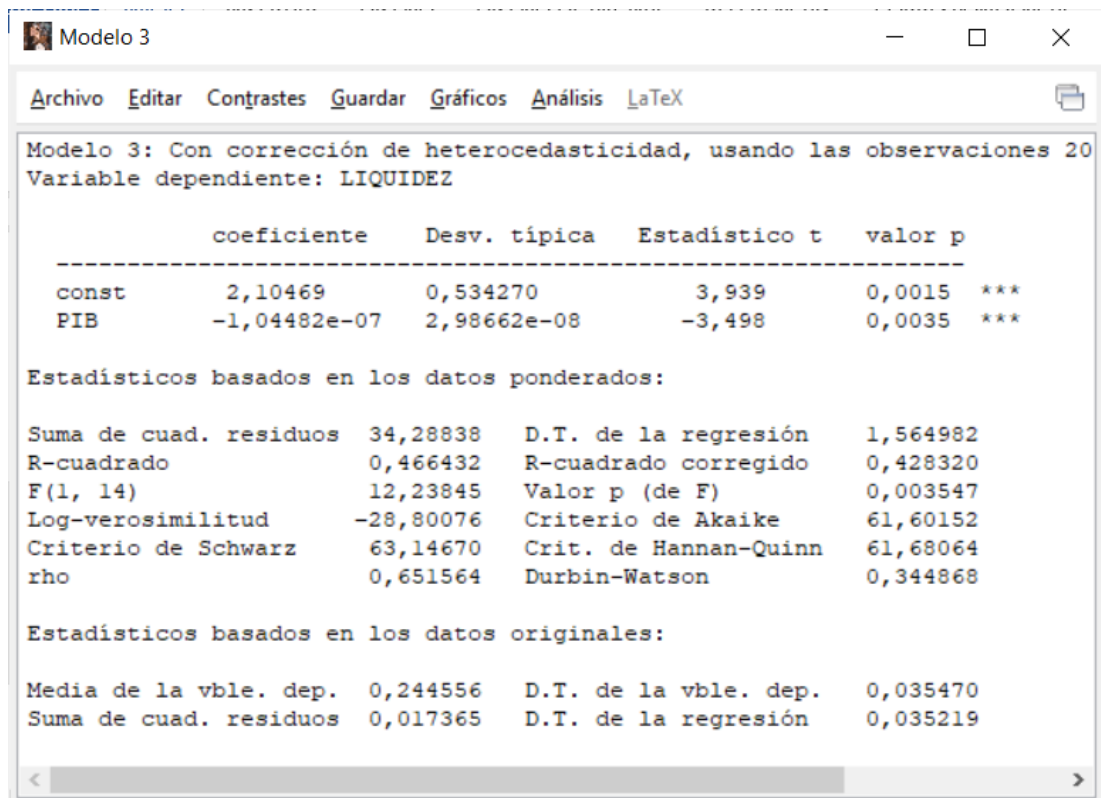 Modelo 3
Archivo Editar Contrastes Guardar Gráficos Análisis LaTeX
Modelo 3: Con corrección de heterocedasticidad, usando las observaciones 20
Variable dependiente: LIQUIDEZ
coeficiente Desv. típica Estadístico t valor p
----------------------------------------------------------------
const 2,10469 0,534270 3,939 0,0015 ***
PIB -1,04482e-07 2,98662e-08 -3,498 0,0035 ***
Estadísticos basados en los datos ponderados:
Suma de cuad. residuos 34,28838 D.T. de la regresión 1,564982
R-cuadrado 0,466432 R-cuadrado corregido 0,428320
F(1, 14) 12,23845 Valor p (de F) 0,003547
Log-verosimilitud -28,80076 Criterio de Akaike 61,60152
Criterio de Schwarz 63,14670 Crit. de Hannan-Quinn 61,68064
rho 0,651564 Durbin-Watson 0,344868
Estadísticos basados en los datos originales:
Media de la vble. dep. 0,244556 D.T. de la vble. dep. 0,035470
Suma de cuad. residuos 0,017365 D.T. de la regresión 0,035219